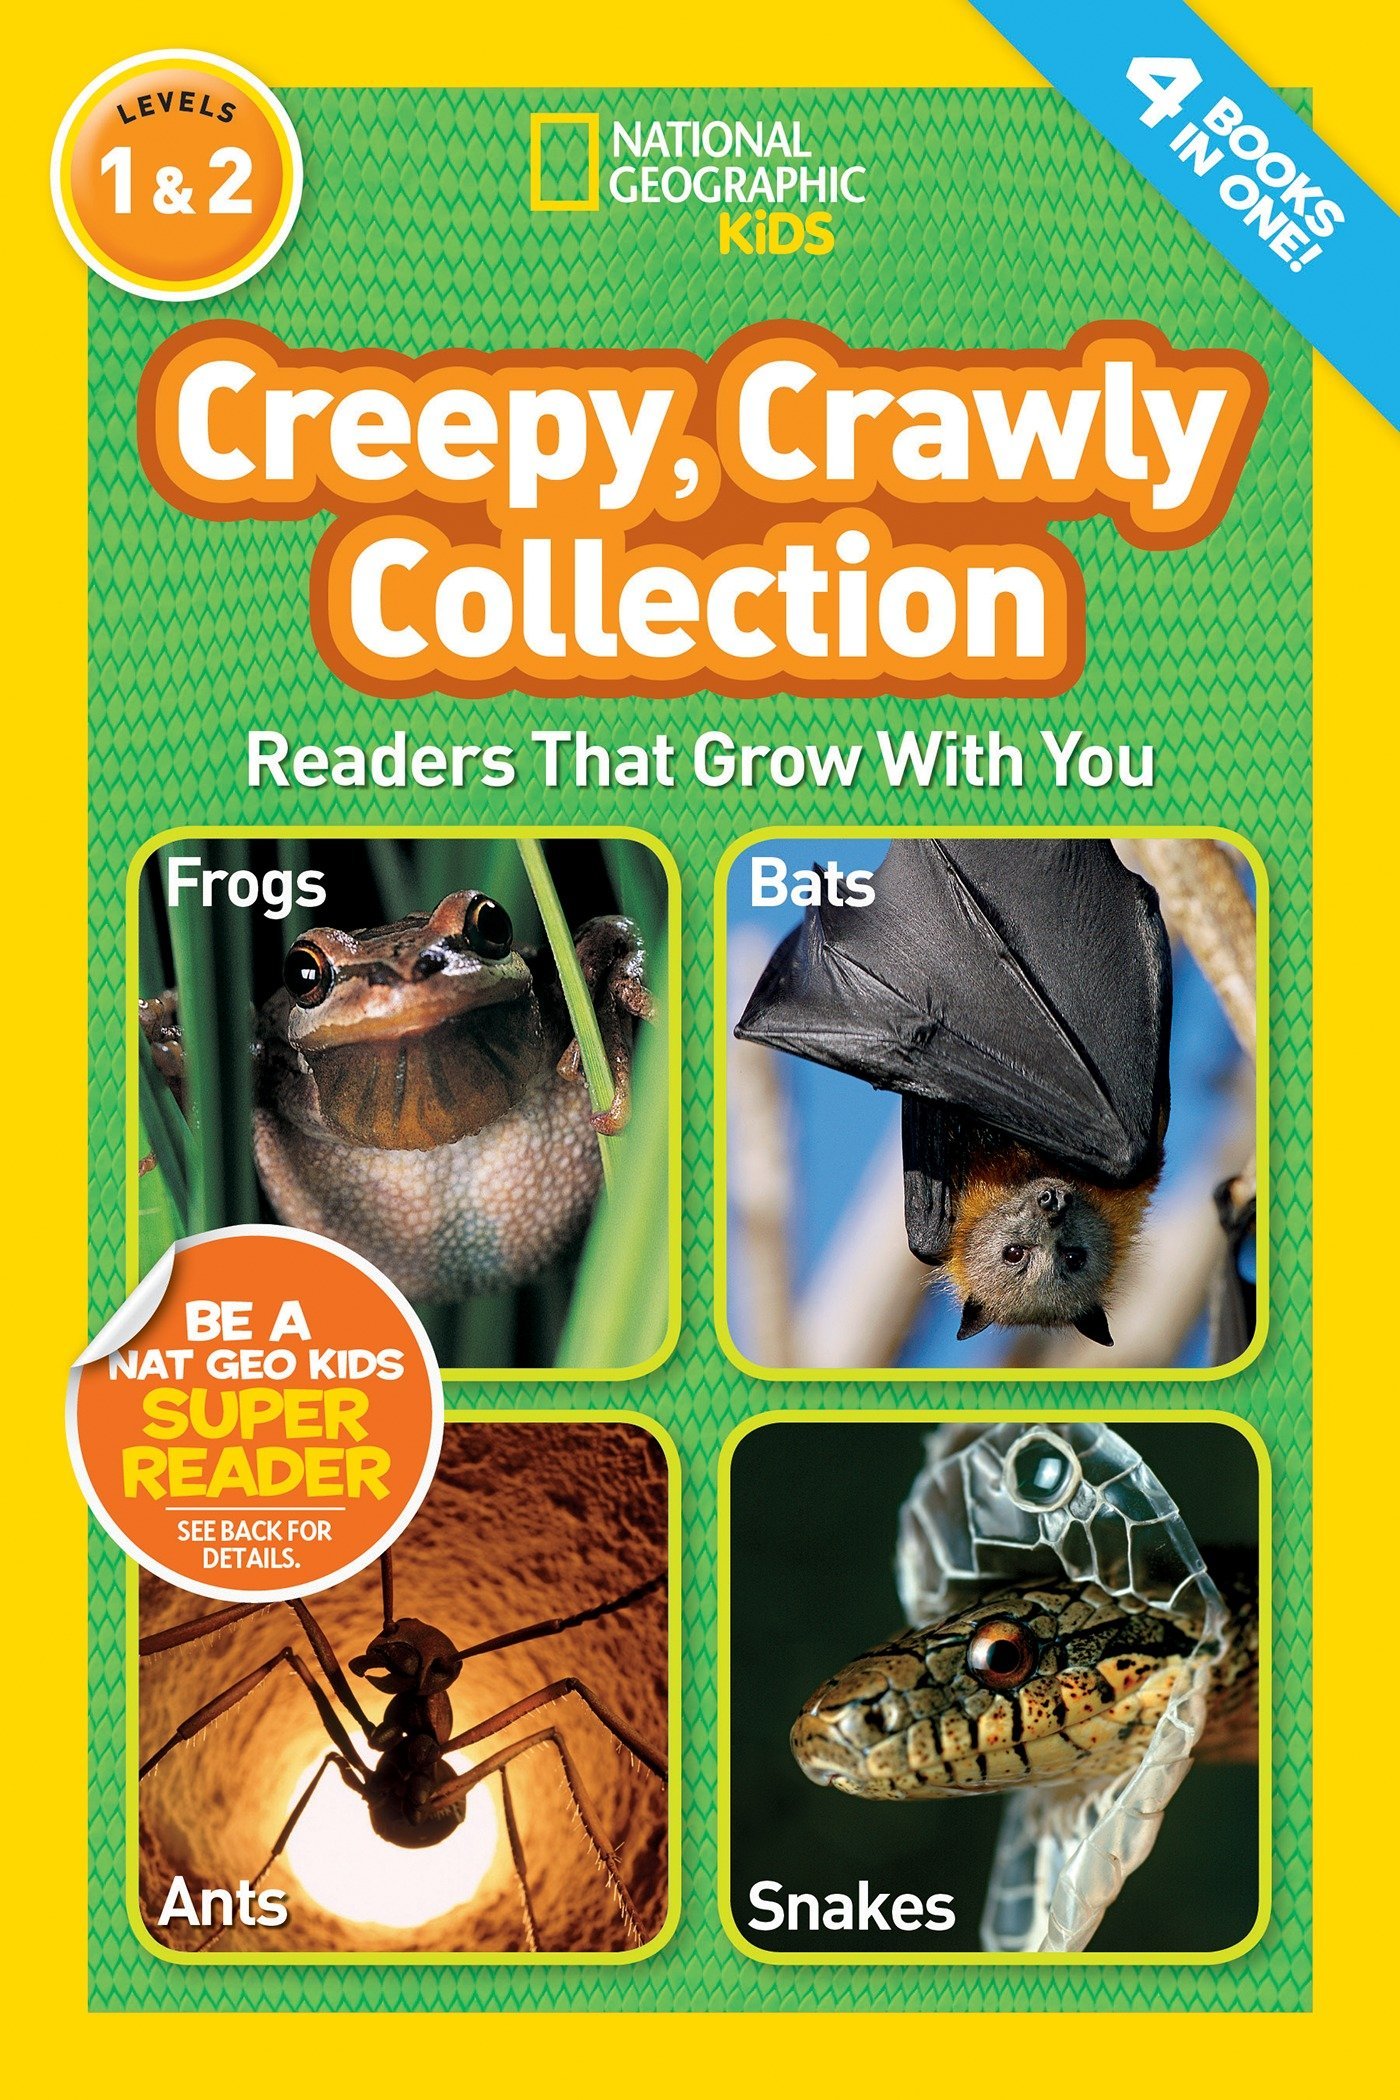 LEVELS
1 & 2
NATIONAL
GEOGRAPHIC
KiDS
4 BOOKS
IN ONE!
Creepy, Crawly
Collection
Readers That Grow With You
Frogs
Bats
BE A
NAT GEO KIDS
SUPER
READER
SEE BACK FOR
DETAILS.
Ants
Snakes